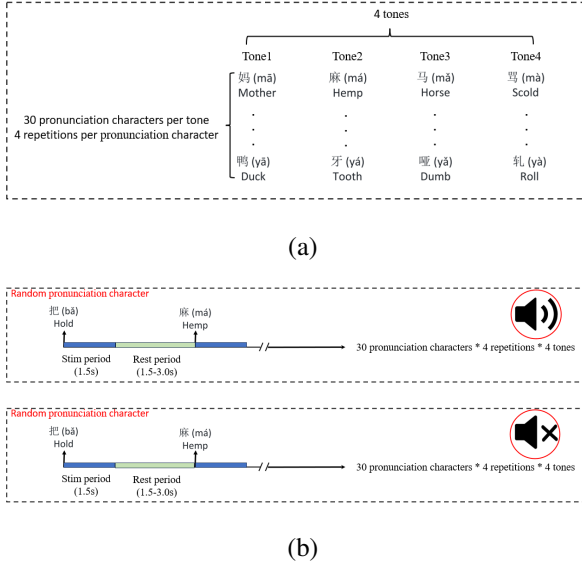 4 tones
Tone1 Tone2 Tone3 Tone4
妈 (mā) 麻 (má) 马 (mǎ) 骂 (mà)
Mother Hemp Horse Scold
30 pronunciation characters per tone
4 repetitions per pronunciation character
鸭 (yā) 牙 (yá) 哑 (yǎ) 轧 (yà)
Duck Tooth Dumb Roll
(a)
Random pronunciation character
把 (bǎ) 麻 (má)
Hold Hemp
30 pronunciation characters * 4 repetitions * 4 tones
Stim period Rest period
(1.5s) (1.5-3.0s)
Random pronunciation character
把 (bǎ) 麻 (má)
Hold Hemp
30 pronunciation characters * 4 repetitions * 4 tones
Stim period Rest period
(1.5s) (1.5-3.0s)
(b)